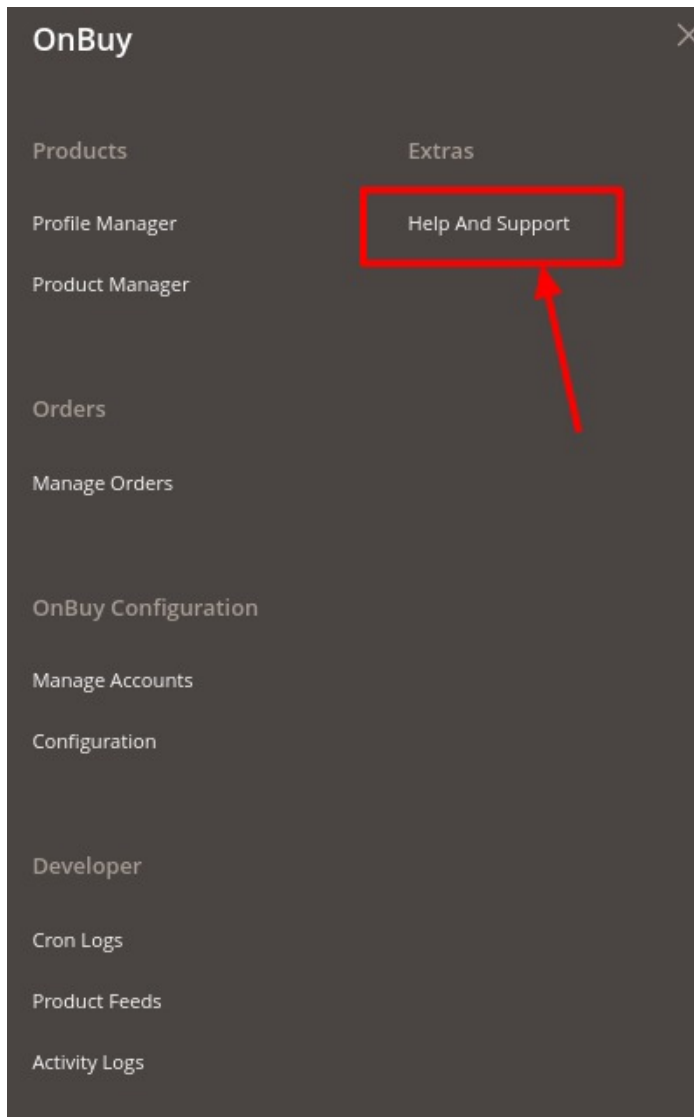 OnBuy
Products
Profile Manager
Product Manager
Orders
Manage Orders
OnBuy Configuration
Manage Accounts
Configuration
Developer
Cron Logs
Product Feeds
Activity Logs
Extras
Help And Support